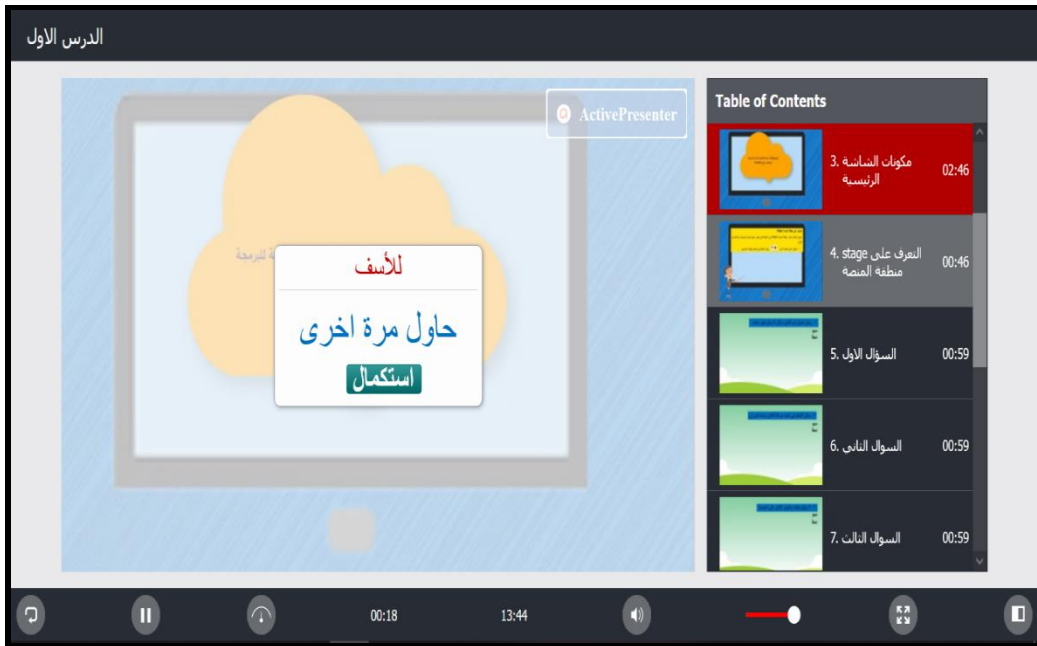 الدرس الاول
ActivePresenter
للأسف
حاول مرة اخرى
استكمال
Table of Contents
3. مكونات الشاشة الرئيسية 02:46
4. stage التعرف على منطقة المنصة 00:46
5. السؤال الاول 00:59
6. السوال الثاني 00:59
7. السوال الثالث 00:59
00:18
13:44